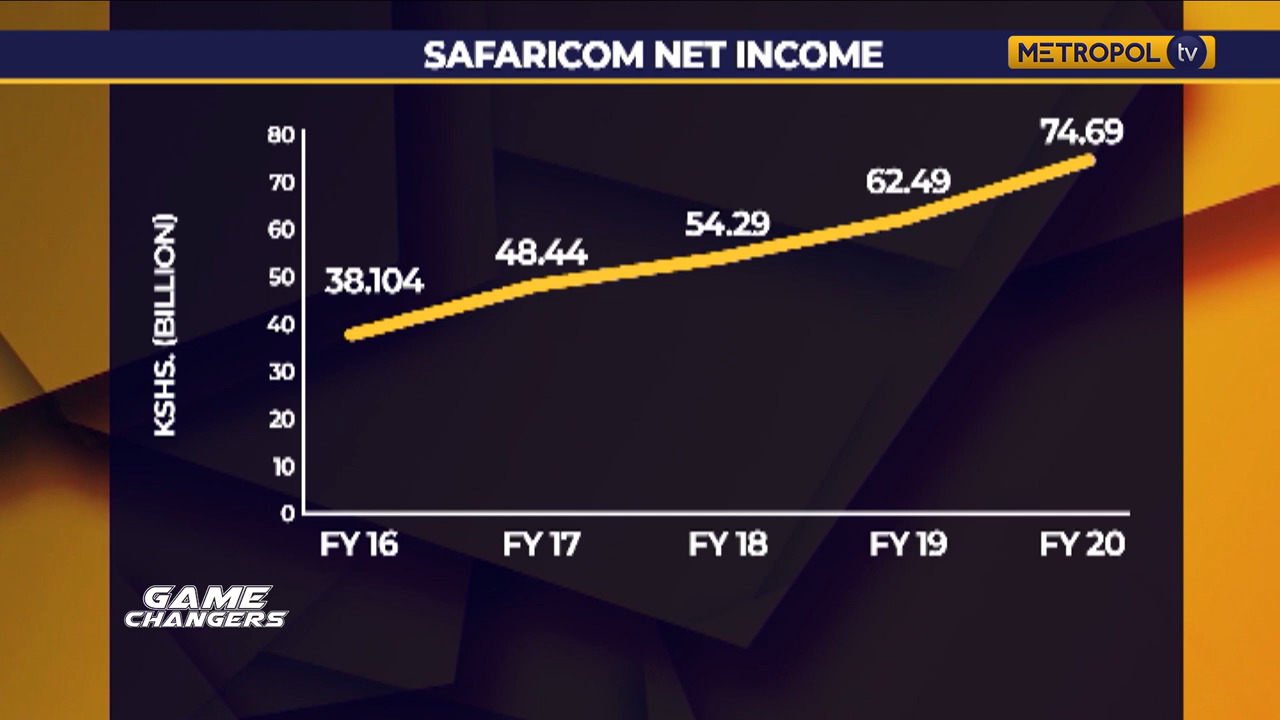 SAFARICOM NET INCOME
METROPOL tv
KSHS. (BILLION)
80
70
60
50
40
30
20
10
0
38.104
48.44
54.29
62.49
74.69
FY 16
FY 17
FY 18
FY 19
FY 20
GAME
CHANGERS